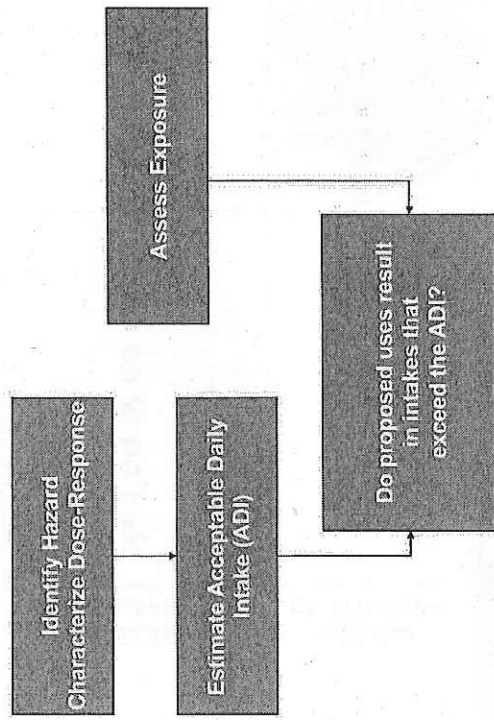 Identify Hazard
Characterize Dose-Response
Estimate Acceptable Daily
Intake (ADI)
Assess Exposure
Do proposed uses result
in intakes that
exceed the ADI?